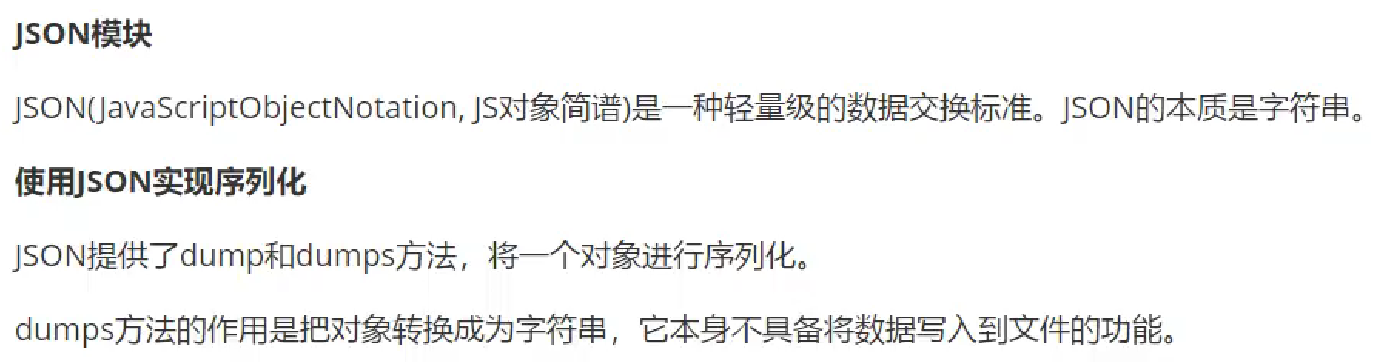 JSON模块
JSON(JavaScriptObjectNotation, JS对象简谱)是一种轻量级的数据交换标准。JSON的本质是字符串。
使用JSON实现序列化
JSON提供了dump和dumps方法，将一个对象进行序列化。
dumps方法的作用是把对象转换成为字符串，它本身不具备将数据写入到文件的功能。